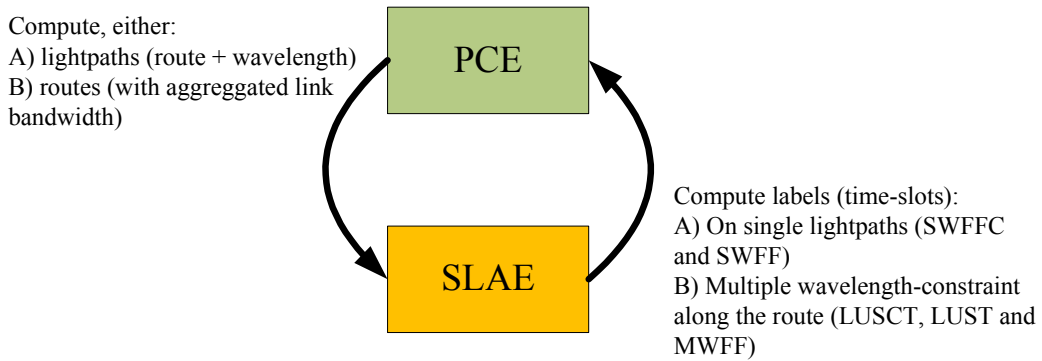 Compute, either:
A) lightpaths (route + wavelength)
B) routes (with aggreggated link
bandwidth)
PCE
SLAE
Compute labels (time-slots):
A) On single lightpaths (SWFFC
and SWFF)
B) Multiple wavelength-constraint
along the route (LUSCT, LUST and
MWFF)